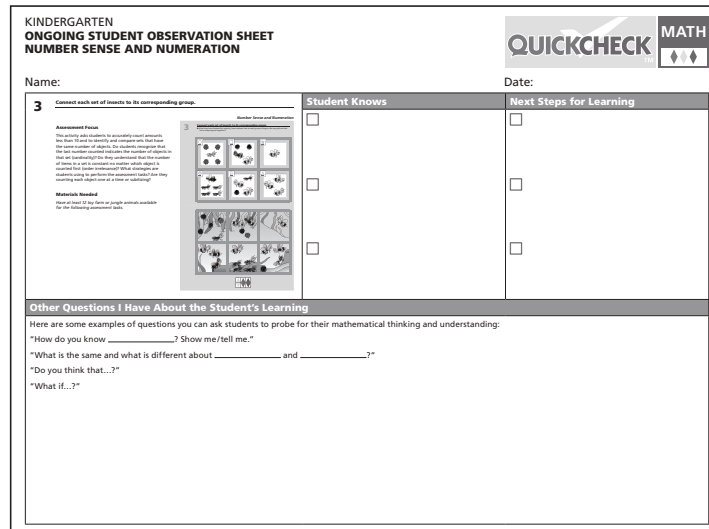 KINDERGARTEN
ONGOING STUDENT OBSERVATION SHEET
NUMBER SENSE AND NUMERATION
QUICKCHECK TM
MATH
Name:
Date:
3 Connect each set of insects to its corresponding group.
Assessment Focus
This activity asks students to accurately count amounts
less than 10 and to identify and compare sets that have
the same number of objects. Do students recognize that
the last number counted indicates the number of objects in
that set (cardinality)? Do they understand that the number
of items in a set is constant no matter which object is
counted first (order irrelevance)? What strategies are
students using to perform the assessment tasks? Are they
counting each object one at a time or subitizing?
Materials Needed
Have at least 12 toy farm or jungle animals available
for the following assessment tasks.
Number Sense and Numeration
3
Student Knows
Next Steps for Learning
Other Questions I Have About the Student's Learning
Here are some examples of questions you can ask students to probe for their mathematical thinking and understanding:
"How do you know ____________? Show me/tell me."
"What is the same and what is different about ____________ and ____________?"
"Do you think that...?"
"What if...?"